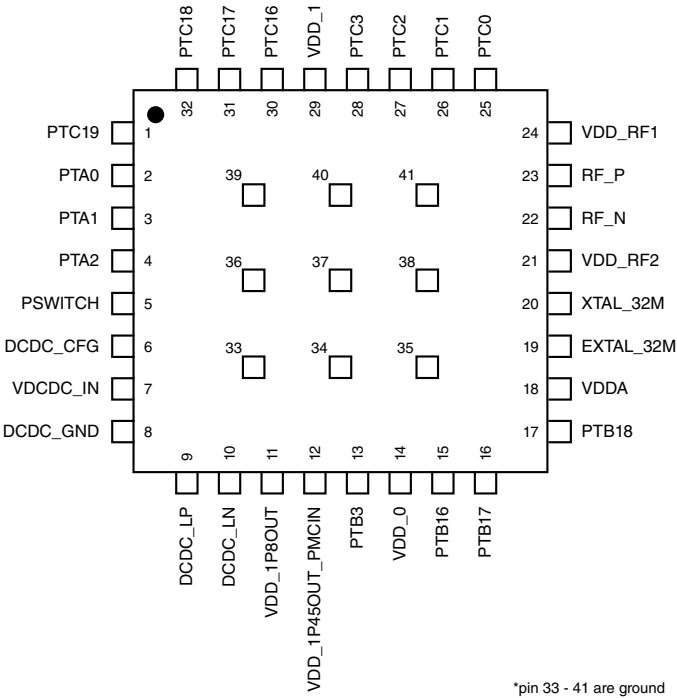 PTC18
PTC17
PTC16
VDD_1
PTC3
PTC2
PTC1
PTC0
32
31
30
29
28
27
26
25
PTC19 1
PTA0 2
PTA1 3
PTA2 4
PSWITCH 5
DCDC_CFG 6
VDCDC_IN 7
DCDC_GND 8
39 40 41
36 37 38
33 34 35
24 VDD_RF1
23 RF_P
22 RF_N
21 VDD_RF2
20 XTAL_32M
19 EXTAL_32M
18 VDDA
17 PTB18
9
10
11
12
13
14
15
16
DCDC_LP
DCDC_LN
VDD_1P8OUT
VDD_1P45OUT_PMCIN
PTB3
VDD_0
PTB16
PTB17
*pin 33 - 41 are ground